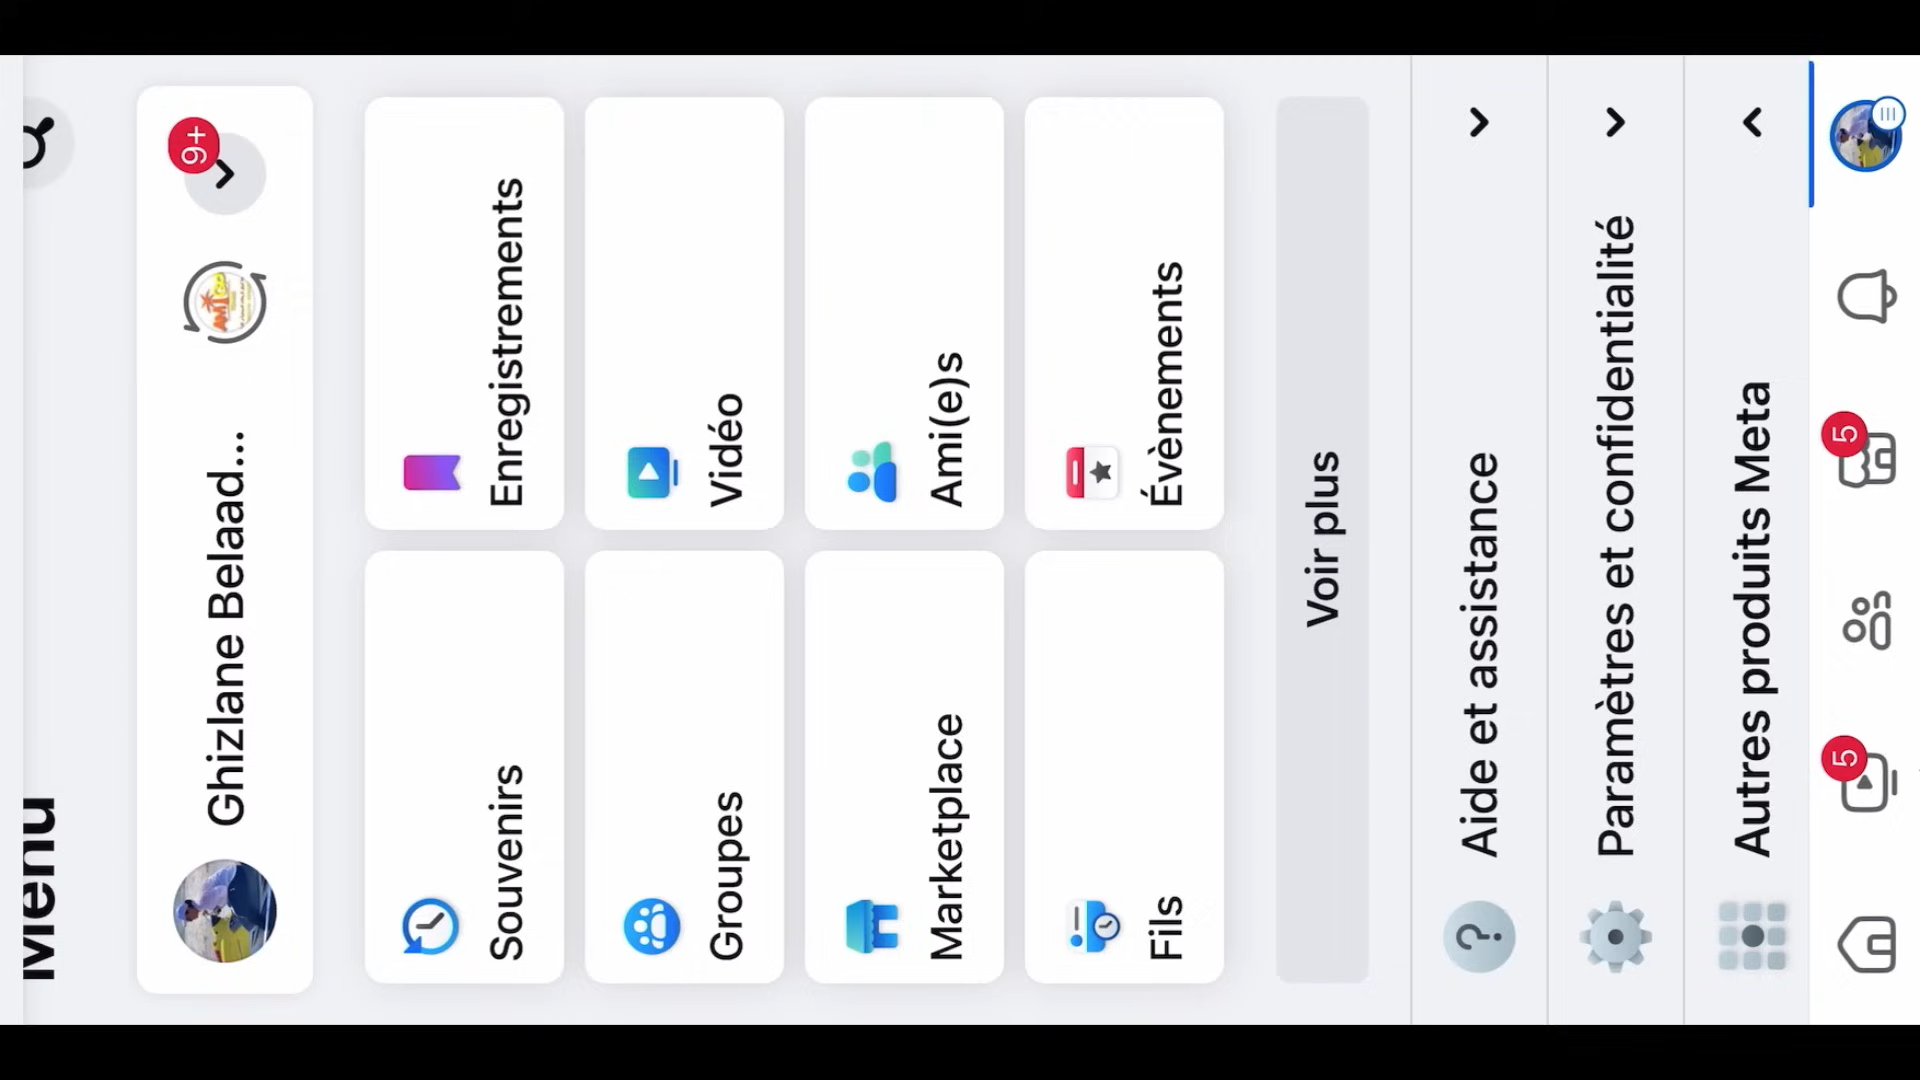 Menu
Ghizlane Belaad...
9+
Souvenirs
Enregistrements
Groupes
Vidéo
Marketplace
Ami(e)s
Fils
Évènements
Voir plus
Aide et assistance
Paramètres et confidentialité
Autres produits Meta
5
5